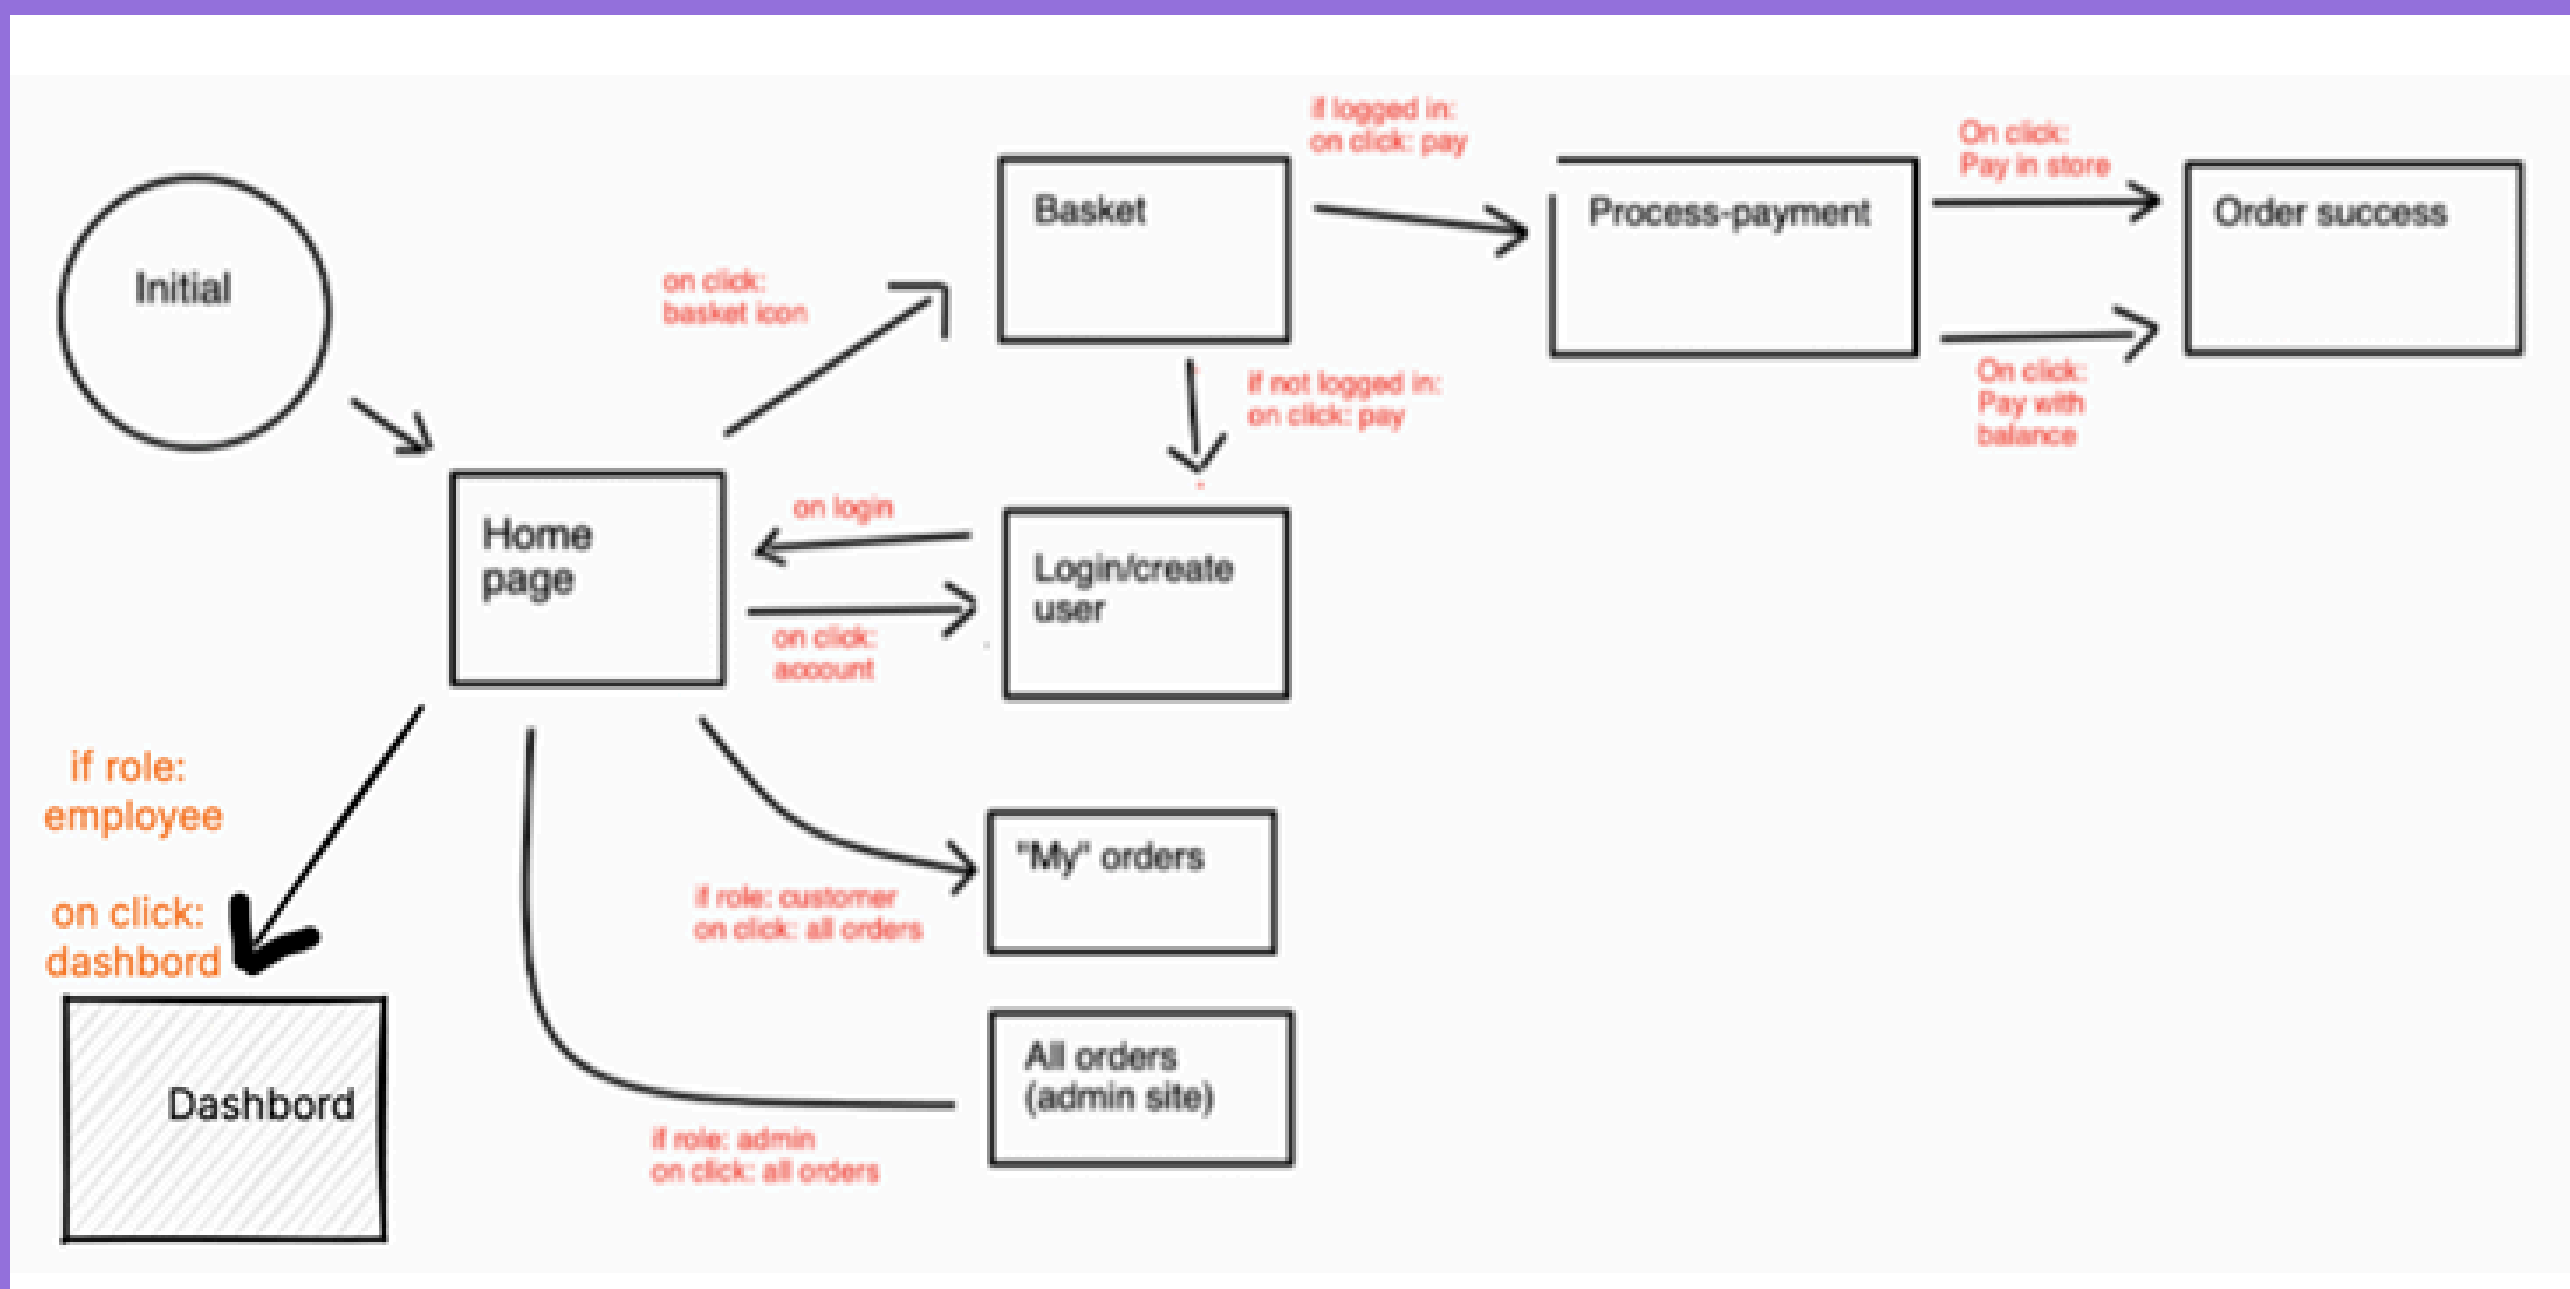 Initial
on click:
basket icon
Basket
if logged in:
on click: pay
Process-payment
On click:
Pay in store
Order success
On click:
Pay with
balance
if not logged in:
on click: pay
Home
page
on login
on click:
account
Login/create
user
if role:
employee
on click:
dashbord
Dashbord
if role: customer
on click: all orders
"My" orders
if role: admin
on click: all orders
All orders
(admin site)